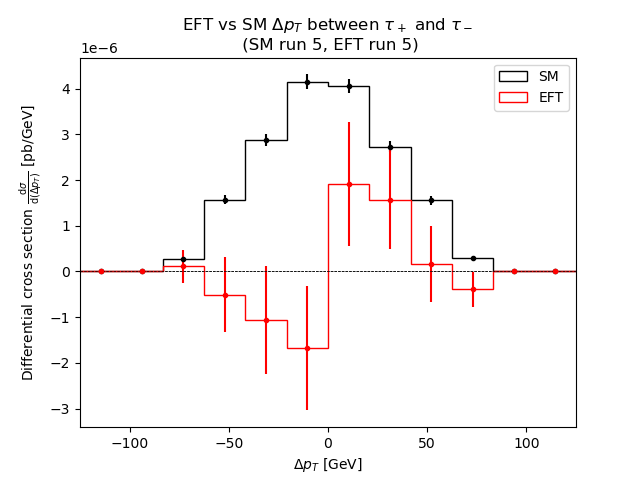 EFT vs SM Δp_T between τ₊ and τ₋
(SM run 5, EFT run 5)
1e−6
SM
EFT
Differential cross section dσ/d(Δp_T) [pb/GeV]
4
3
2
1
0
−1
−2
−3
−100
−50
0
50
100
Δp_T [GeV]